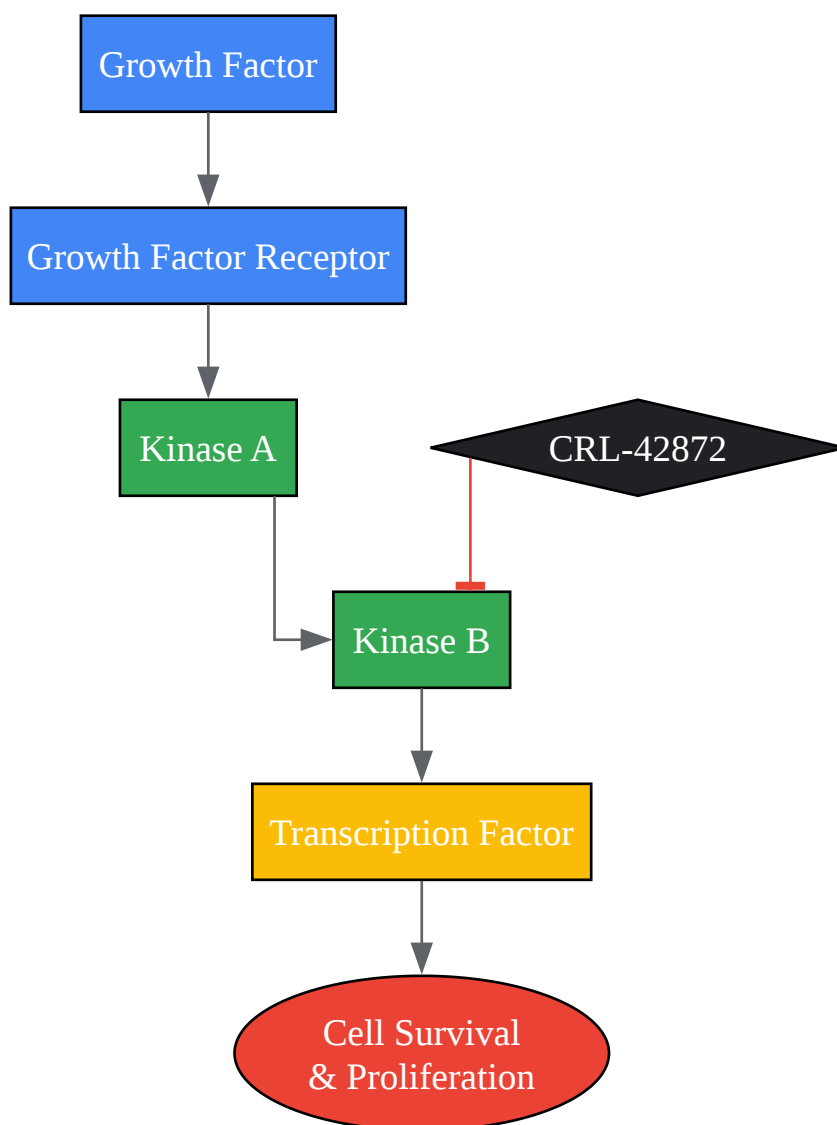 Growth Factor
Growth Factor Receptor
Kinase A
CRL-42872
Kinase B
Transcription Factor
Cell Survival
& Proliferation